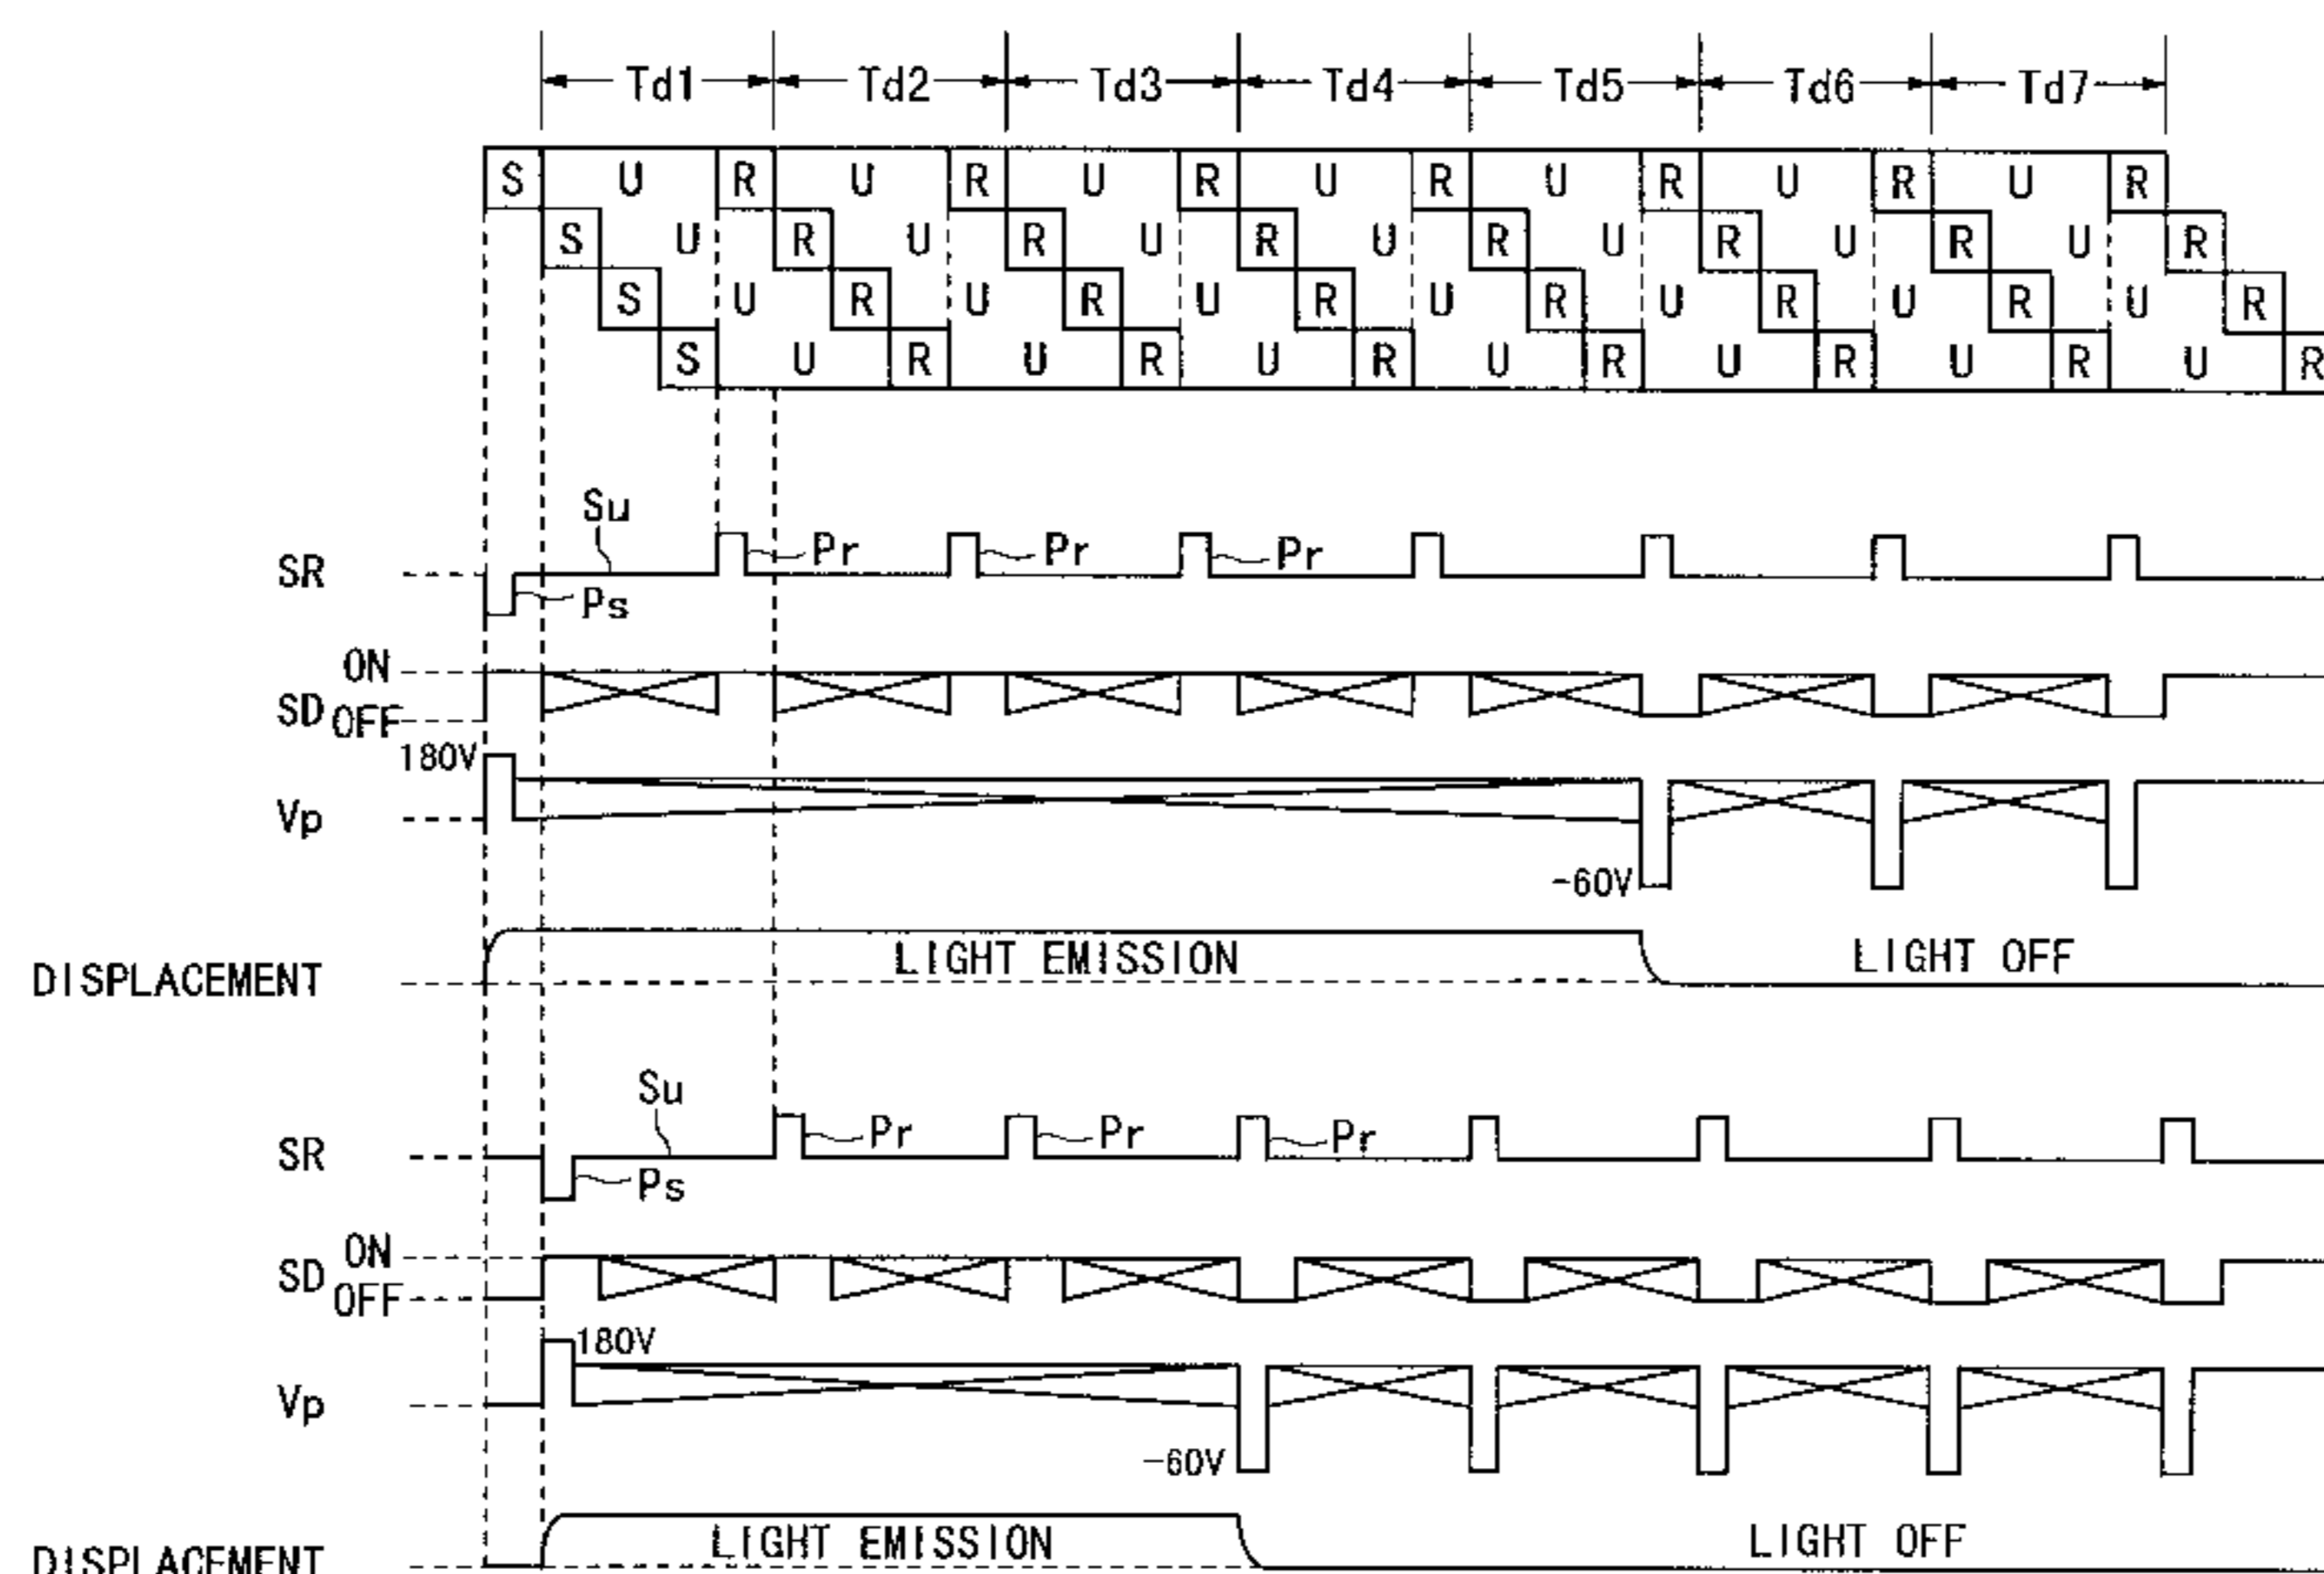 Td1 Td2 Td3 Td4 Td5 Td6 Td7
S U R U R U R U R U R U R U R
S U R U R U R U R U R U R
S U R U R U R U R U R U R
S U R U R U R U R U R U R
Su
Pr Pr Pr
SR
Ps
ON
SD OFF
180V
Vp
-60V
LIGHT EMISSION LIGHT OFF
DISPLACEMENT
Su
Pr Pr Pr
SR
Ps
ON
SD OFF
180V
Vp
-60V
LIGHT EMISSION LIGHT OFF
DISPLACEMENT